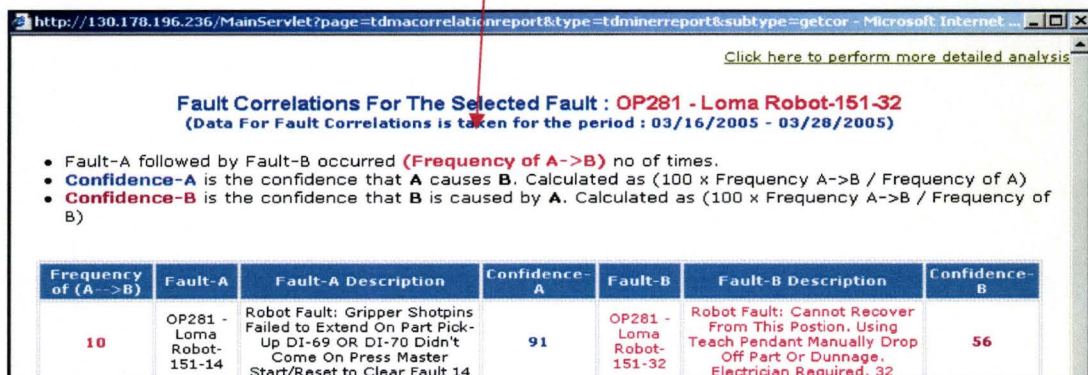 http://130.178.196.236/MainServlet?page=tdmacorrelationreport&type=tdminerreport&subtype=getcor - Microsoft Internet ...
Click here to perform more detailed analysis
Fault Correlations For The Selected Fault : OP281 - Loma Robot-151-32
(Data For Fault Correlations is taken for the period : 03/16/2005 - 03/28/2005)
• Fault-A followed by Fault-B occurred (Frequency of A->B) no of times.
• Confidence-A is the confidence that A causes B. Calculated as (100 x Frequency A->B / Frequency of A)
• Confidence-B is the confidence that B is caused by A. Calculated as (100 x Frequency A->B / Frequency of
B)
Frequency
of (A-->B)
Fault-A
Fault-A Description
Confidence-
A
Fault-B
Fault-B Description
Confidence-
B
10
OP281 -
Loma
Robot-
151-14
Robot Fault: Gripper Shotpins
Failed to Extend On Part Pick-
Up DI-69 OR DI-70 Didn't
Come On Press Master
Start/Reset to Clear Fault 14
91
OP281 -
Loma
Robot-
151-32
Robot Fault: Cannot Recover
From This Postion. Using
Teach Pendant Manually Drop
Off Part Or Dunnage.
Electrician Required. 32
56